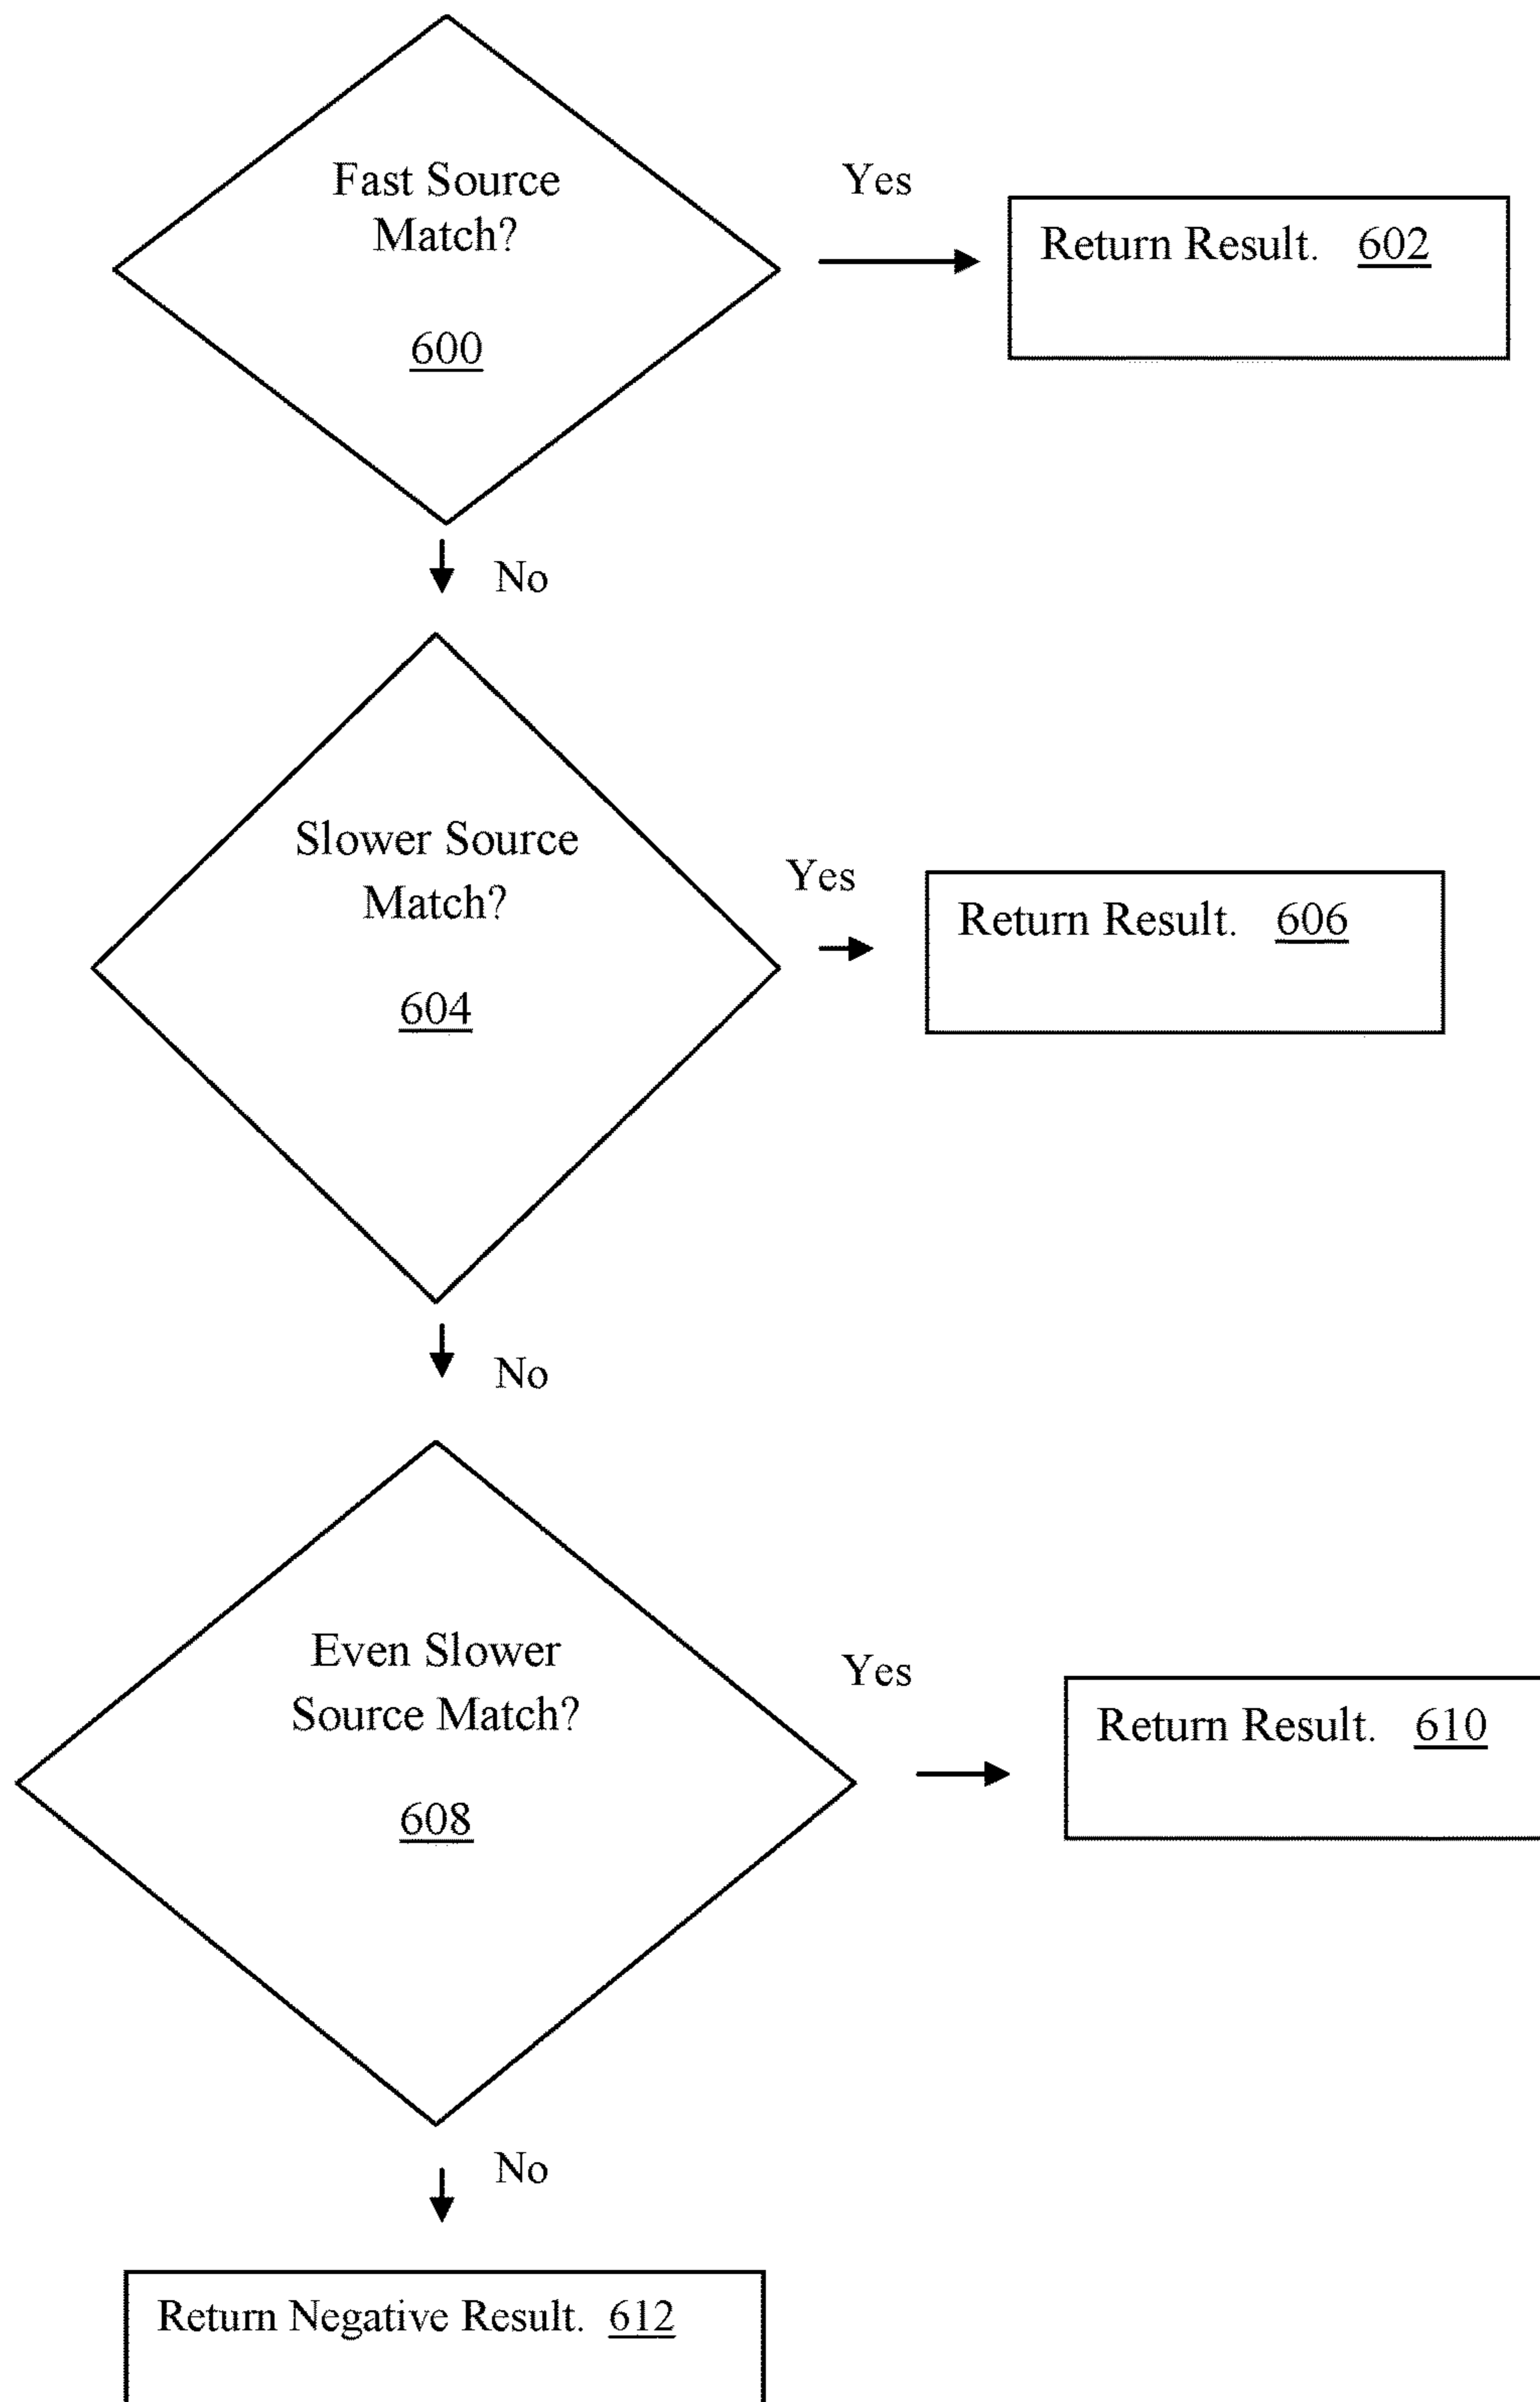 Fast Source
Match?
600
Yes
Return Result. 602
No
Slower Source
Match?
604
Yes
Return Result. 606
No
Even Slower
Source Match?
608
Yes
Return Result. 610
No
Return Negative Result. 612